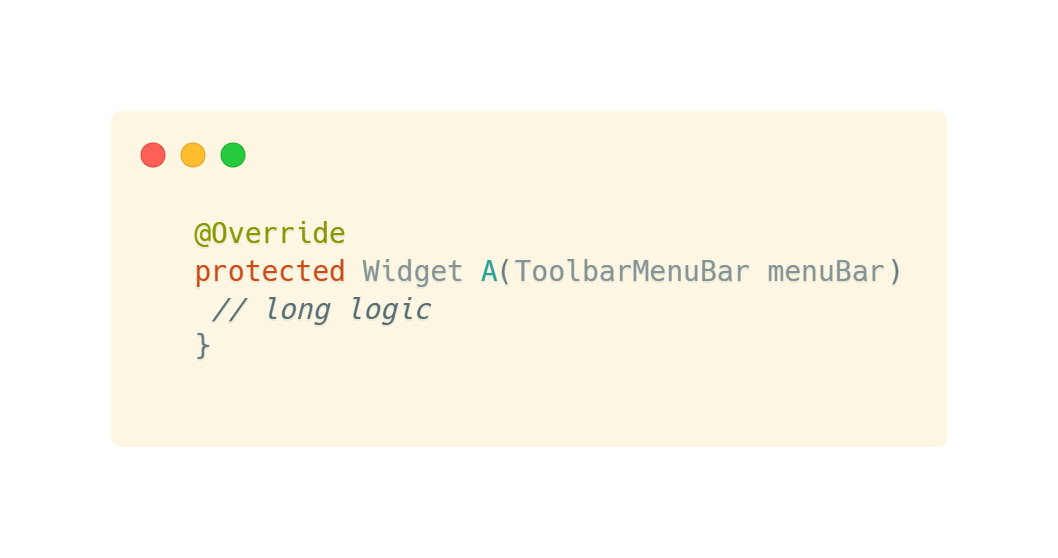 @Override
protected Widget A(ToolbarMenuBar menuBar)
// long logic
}